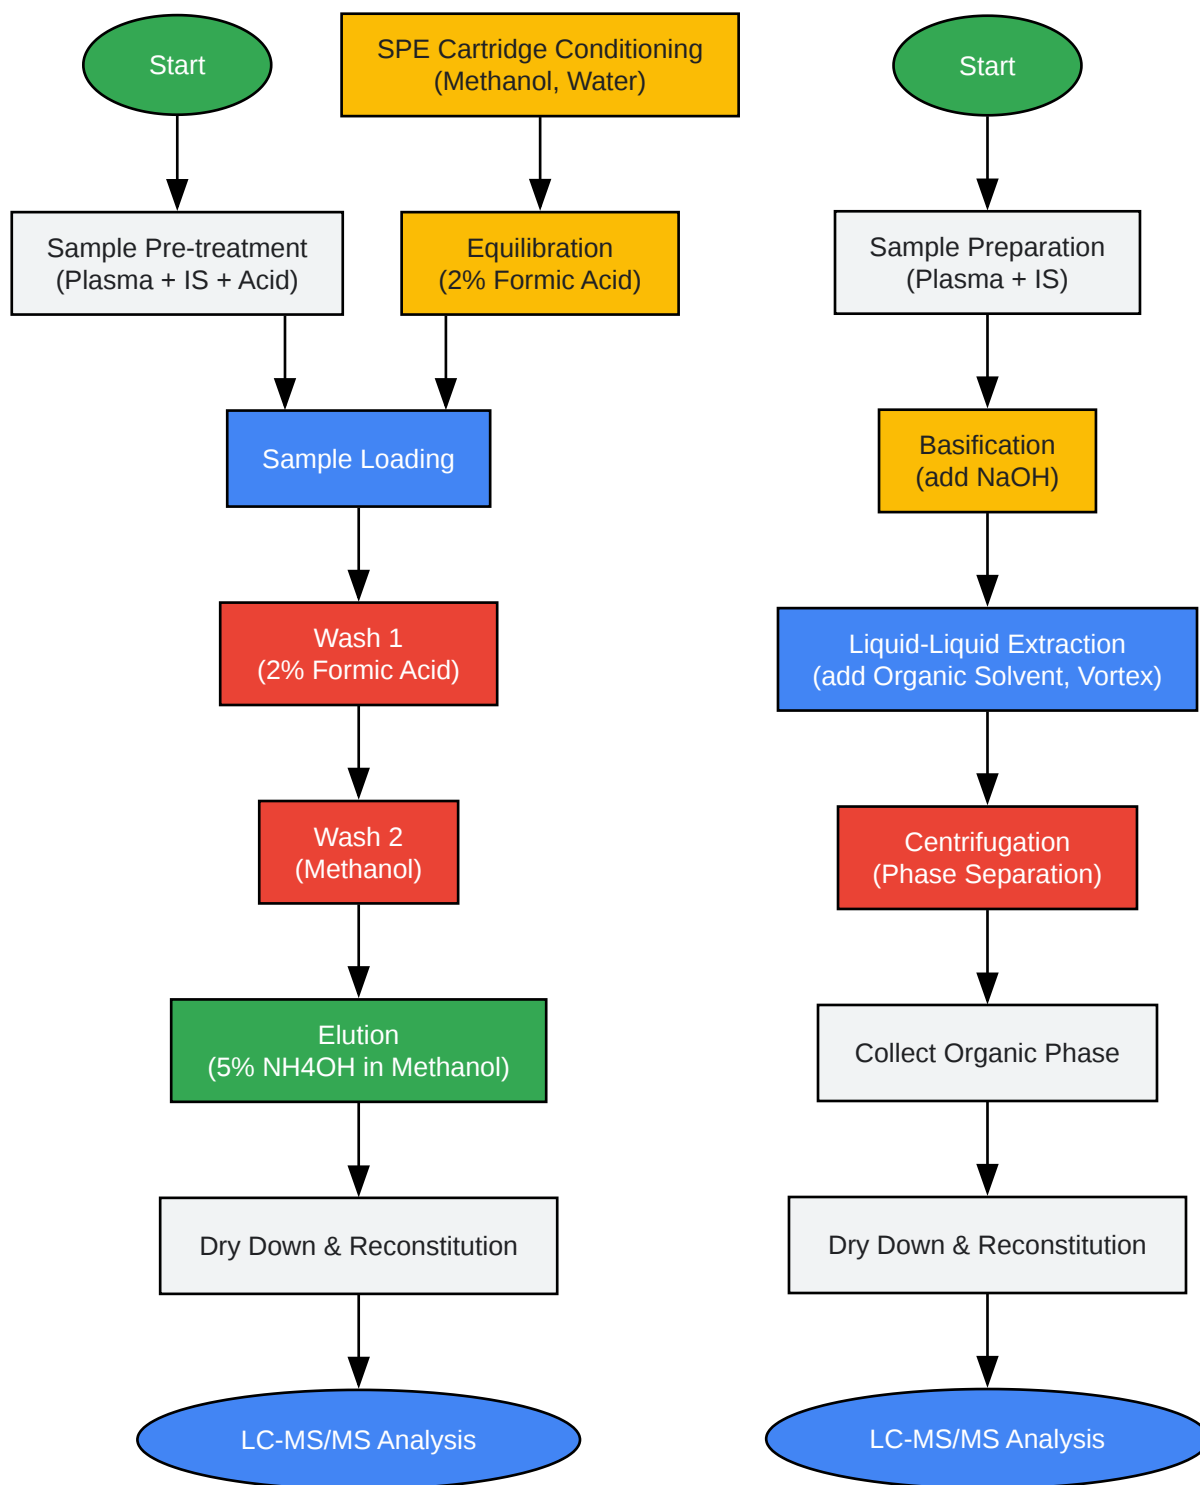 Start
SPE Cartridge Conditioning
(Methanol, Water)
Sample Pre-treatment
(Plasma + IS + Acid)
Equilibration
(2% Formic Acid)
Sample Loading
Wash 1
(2% Formic Acid)
Wash 2
(Methanol)
Elution
(5% NH4OH in Methanol)
Dry Down & Reconstitution
LC-MS/MS Analysis
Start
Sample Preparation
(Plasma + IS)
Basification
(add NaOH)
Liquid-Liquid Extraction
(add Organic Solvent, Vortex)
Centrifugation
(Phase Separation)
Collect Organic Phase
Dry Down & Reconstitution
LC-MS/MS Analysis